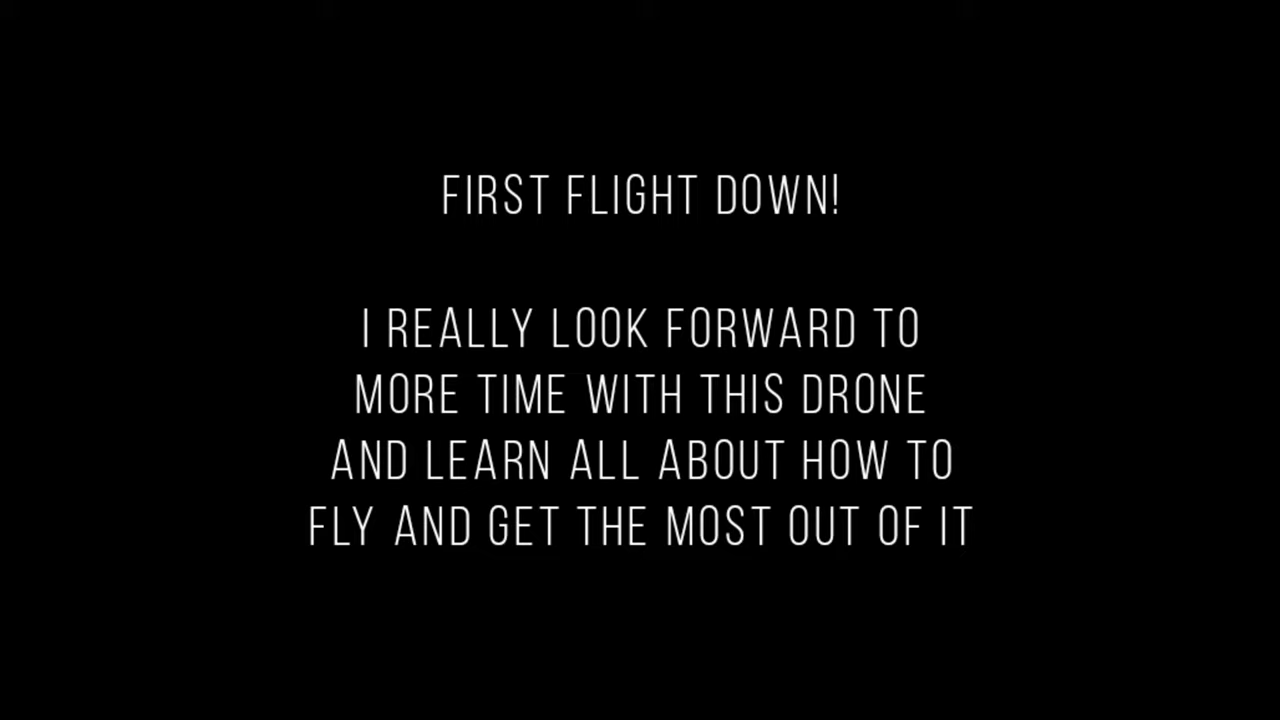 FIRST FLIGHT DOWN!
I REALLY LOOK FORWARD TO
MORE TIME WITH THIS DRONE
AND LEARN ALL ABOUT HOW TO
FLY AND GET THE MOST OUT OF IT